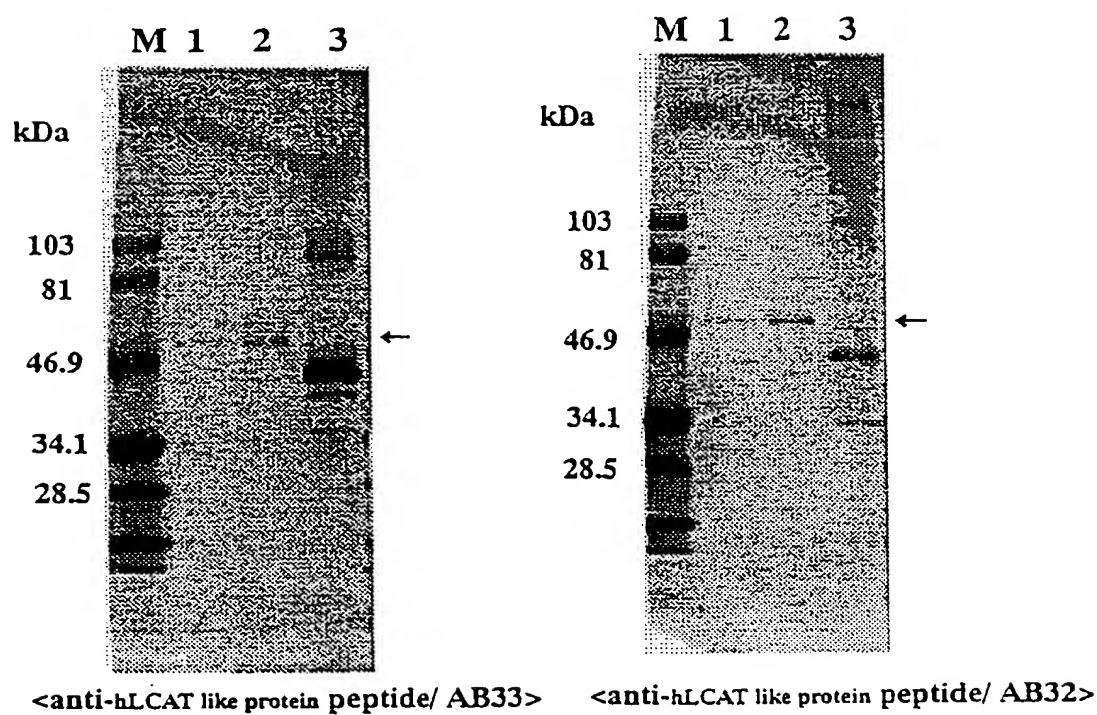 M 1 2 3
kDa
103
81
46.9
34.1
28.5
←
<anti-hLCAT like protein peptide/ AB33>
M 1 2 3
kDa
103
81
46.9
34.1
28.5
←
<anti-hLCAT like protein peptide/ AB32>